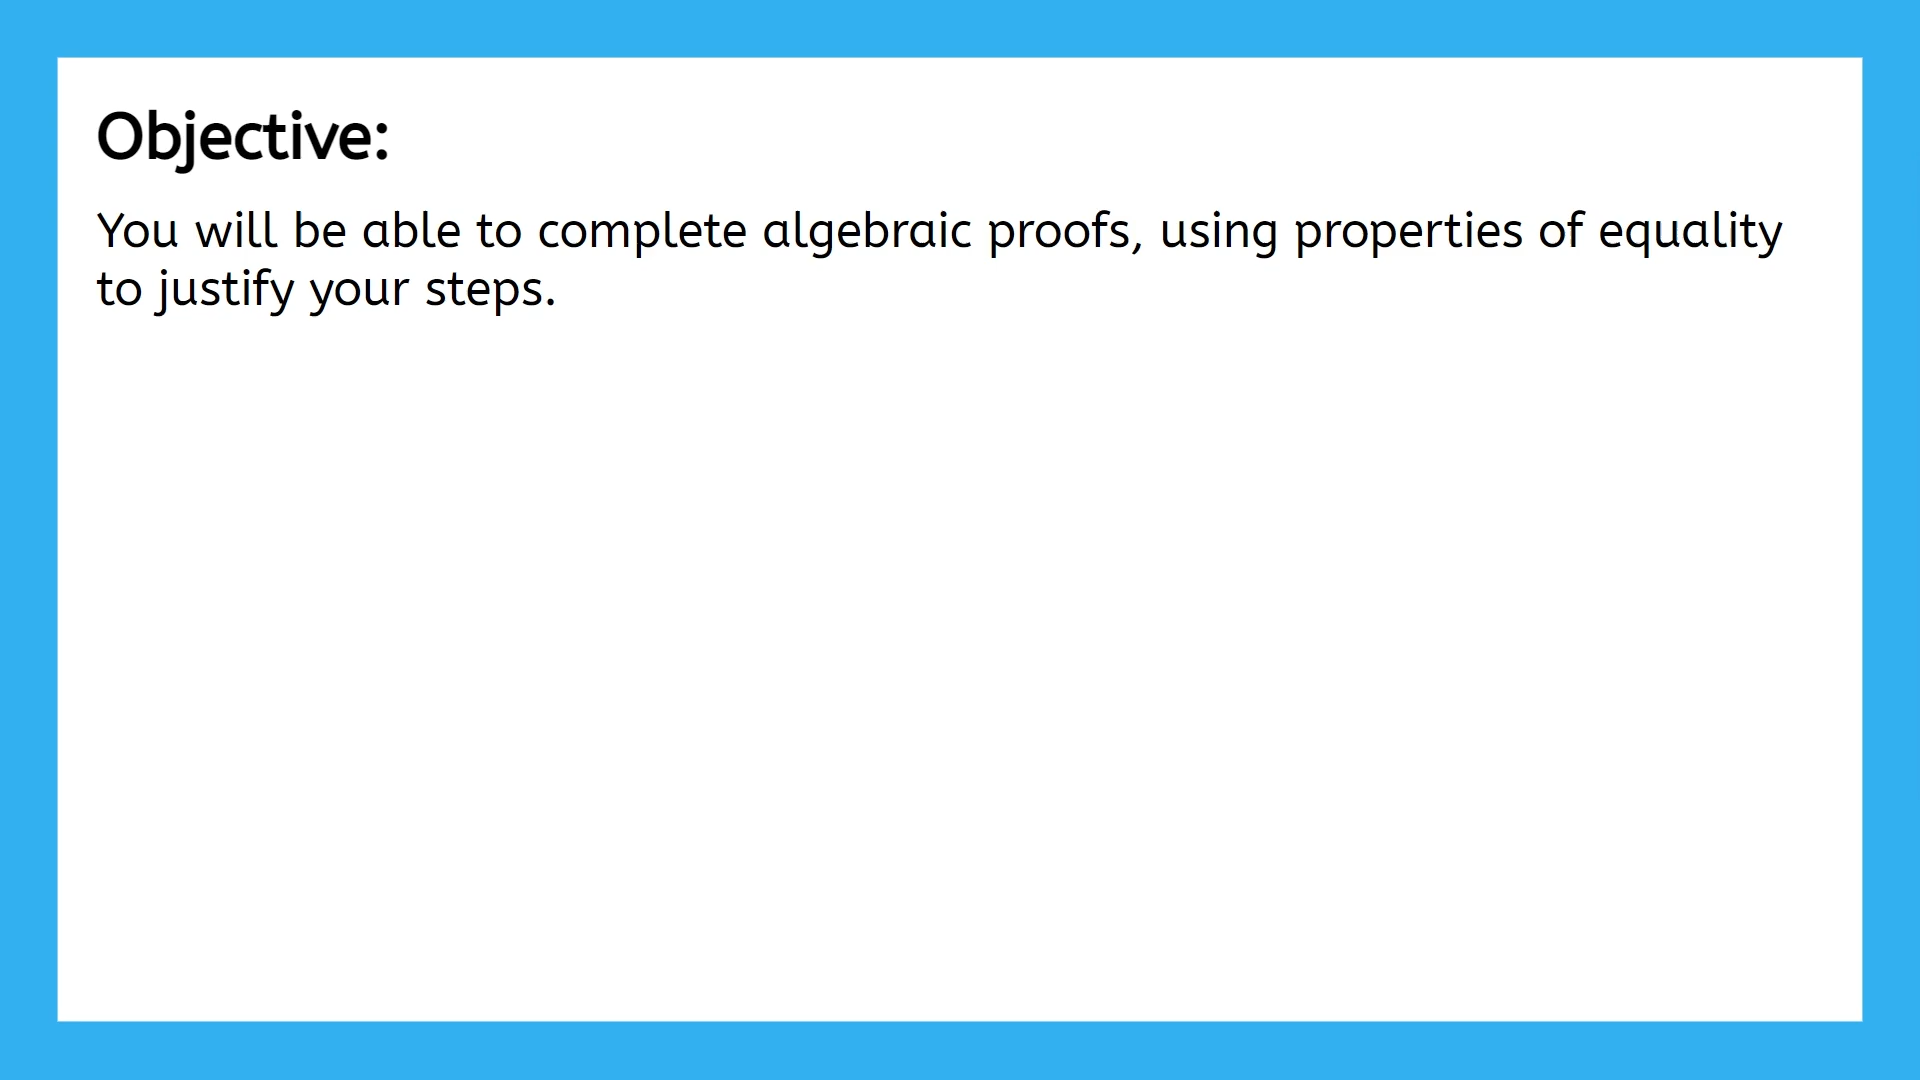 Objective:
You will be able to complete algebraic proofs, using properties of equality
to justify your steps.